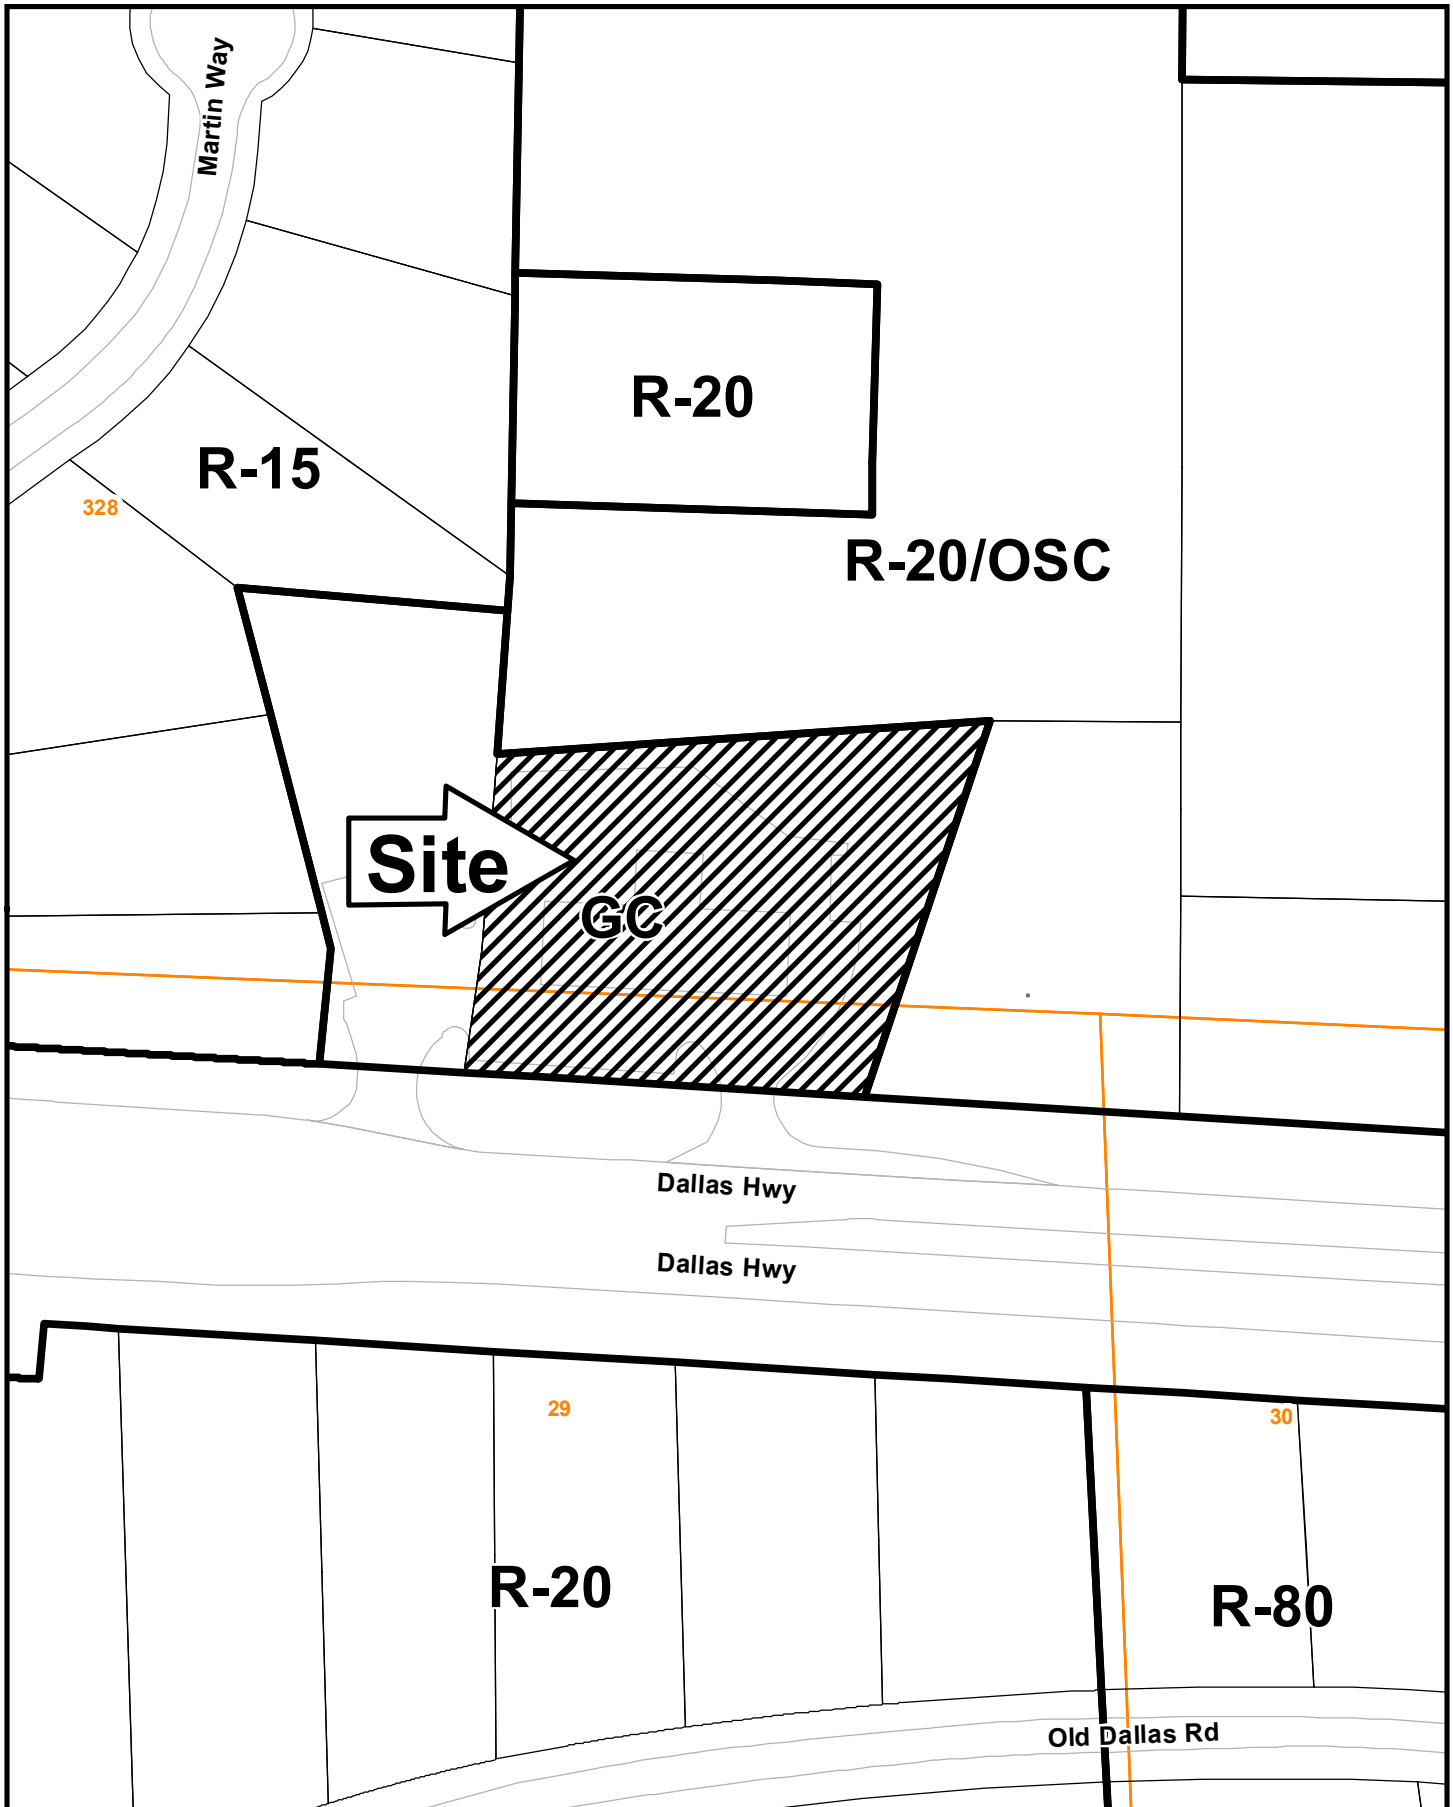 Martin Way
R-20
R-15
328
R-20/OSC
Site
GC
Dallas Hwy
Dallas Hwy
29
30
R-20
R-80
Old Dallas Rd